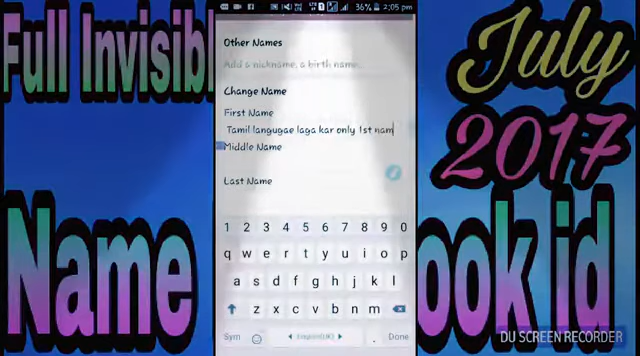 Full Invisibl
July
2017
Name
ook id
36% 2:05 pm
Other Names
Add a nickname, a birth name...
Change Name
First Name
Tamil langugae laga kar only 1st nam
Middle Name
Last Name
1 2 3 4 5 6 7 8 9 0
q w e r t y u i o p
a s d f g h j k l
z x c v b n m
Sym English(UK) . Done
DU SCREEN RECORDER